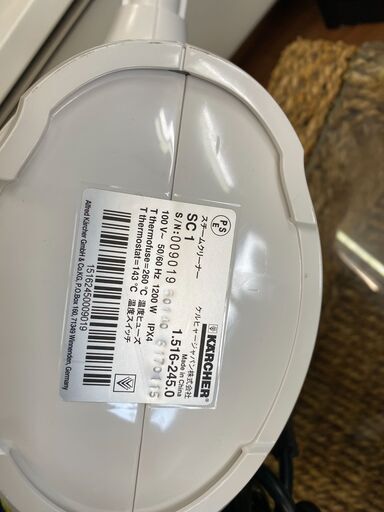 スチームクリーナー
SC 1
S/N:009019
100 V~ 50/60 Hz 1200 W IPX4
T thermofuse=260 °C 温度ヒューズ
T thermostat=143 °C 温度スイッチ
PS
E
KÄRCHER
ケルヒャージャパン株式会社
Made in China
1.516-245.0
15162450009019
Alfred Kärcher GmbH & Co.KG, P.O.Box 160, 71349 Winnenden, Germany